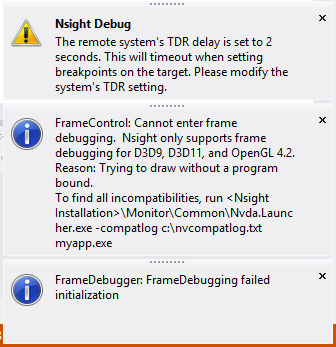 Nsight Debug
The remote system's TDR delay is set to 2
seconds. This will timeout when setting
breakpoints on the target. Please modify the
system's TDR setting.
FrameControl: Cannot enter frame
debugging.  Nsight only supports frame
debugging for D3D9, D3D11, and OpenGL 4.2.
Reason: Trying to draw without a program
bound.
To find all incompatibilities, run <Nsight
Installation>\Monitor\Common\Nvda.Launc
her.exe -compatlog c:\nvcompatlog.txt
myapp.exe
FrameDebugger: FrameDebugging failed
initialization